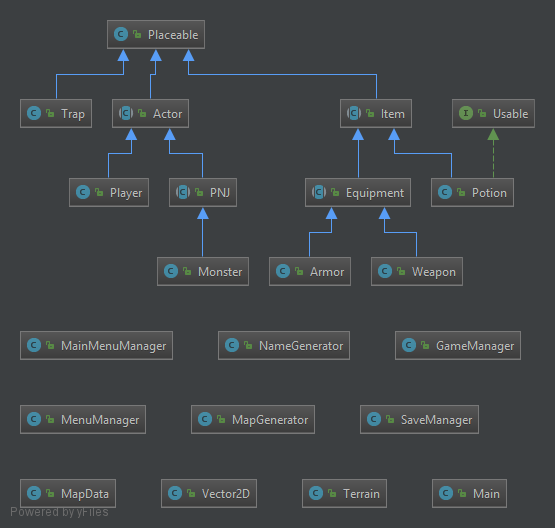 C Placeable
C Trap
C Actor
C Item
I Usable
C Player
C PNJ
C Equipment
C Potion
C Monster
C Armor
C Weapon
C MainMenuManager
C NameGenerator
C GameManager
C MenuManager
C MapGenerator
C SaveManager
C MapData
C Vector2D
C Terrain
C Main
Powered by yFiles